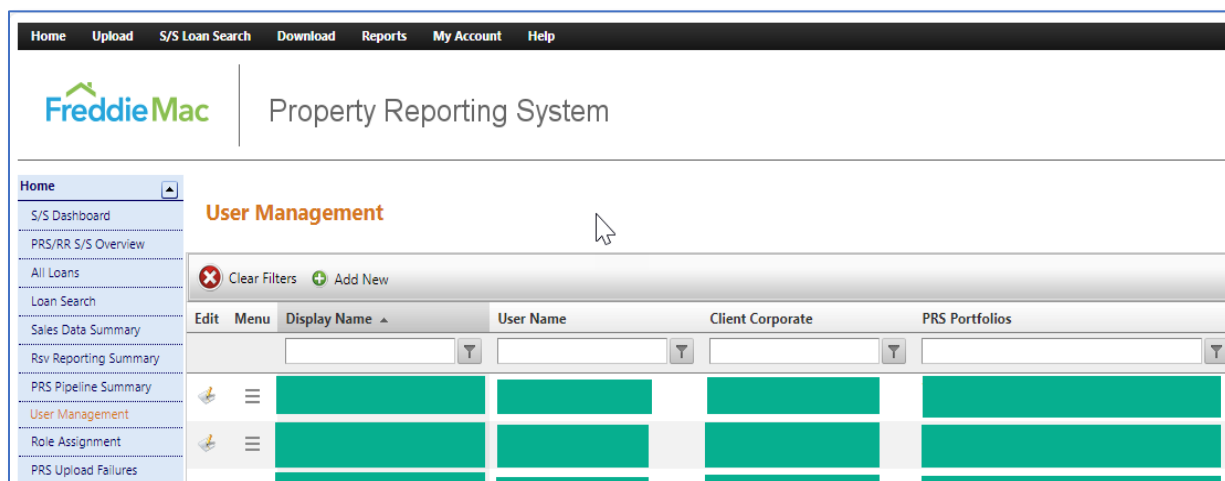 Home Upload S/S Loan Search Download Reports My Account Help
Freddie Mac
Property Reporting System
Home
S/S Dashboard
PRS/RR S/S Overview
All Loans
Loan Search
Sales Data Summary
Rsv Reporting Summary
PRS Pipeline Summary
User Management
Role Assignment
PRS Upload Failures
User Management
Clear Filters Add New
Edit Menu Display Name User Name Client Corporate PRS Portfolios